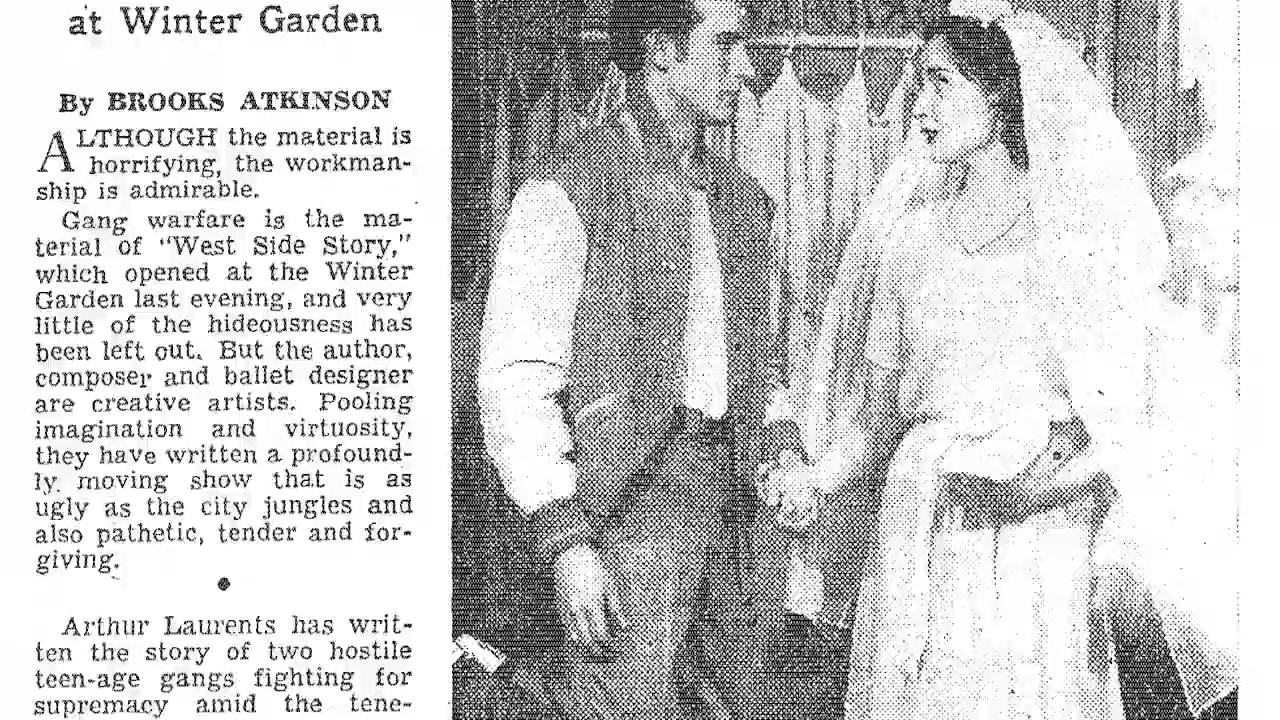 at Winter Garden
By BROOKS ATKINSON
ALTHOUGH the material is
horrifying, the workman-
ship is admirable.
Gang warfare is the ma-
terial of "West Side Story,"
which opened at the Winter
Garden last evening, and very
little of the hideousness has
been left out. But the author,
composer and ballet designer
are creative artists. Pooling
imagination and virtuosity,
they have written a profound-
ly moving show that is as
ugly as the city jungles and
also pathetic, tender and for-
giving.
Arthur Laurents has writ-
ten the story of two hostile
teen-age gangs fighting for
supremacy amid the tene-